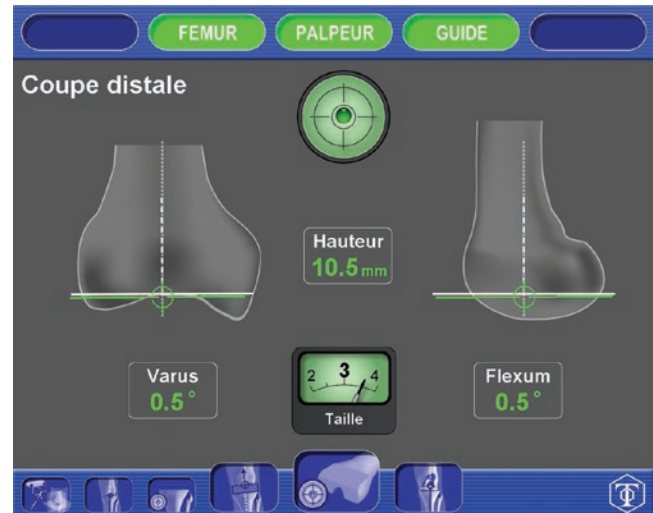 FEMUR PALPEUR GUIDE
Coupe distale
Hauteur
10.5 mm
Varus
0.5°
2 3 4
Taille
Flexum
0.5°